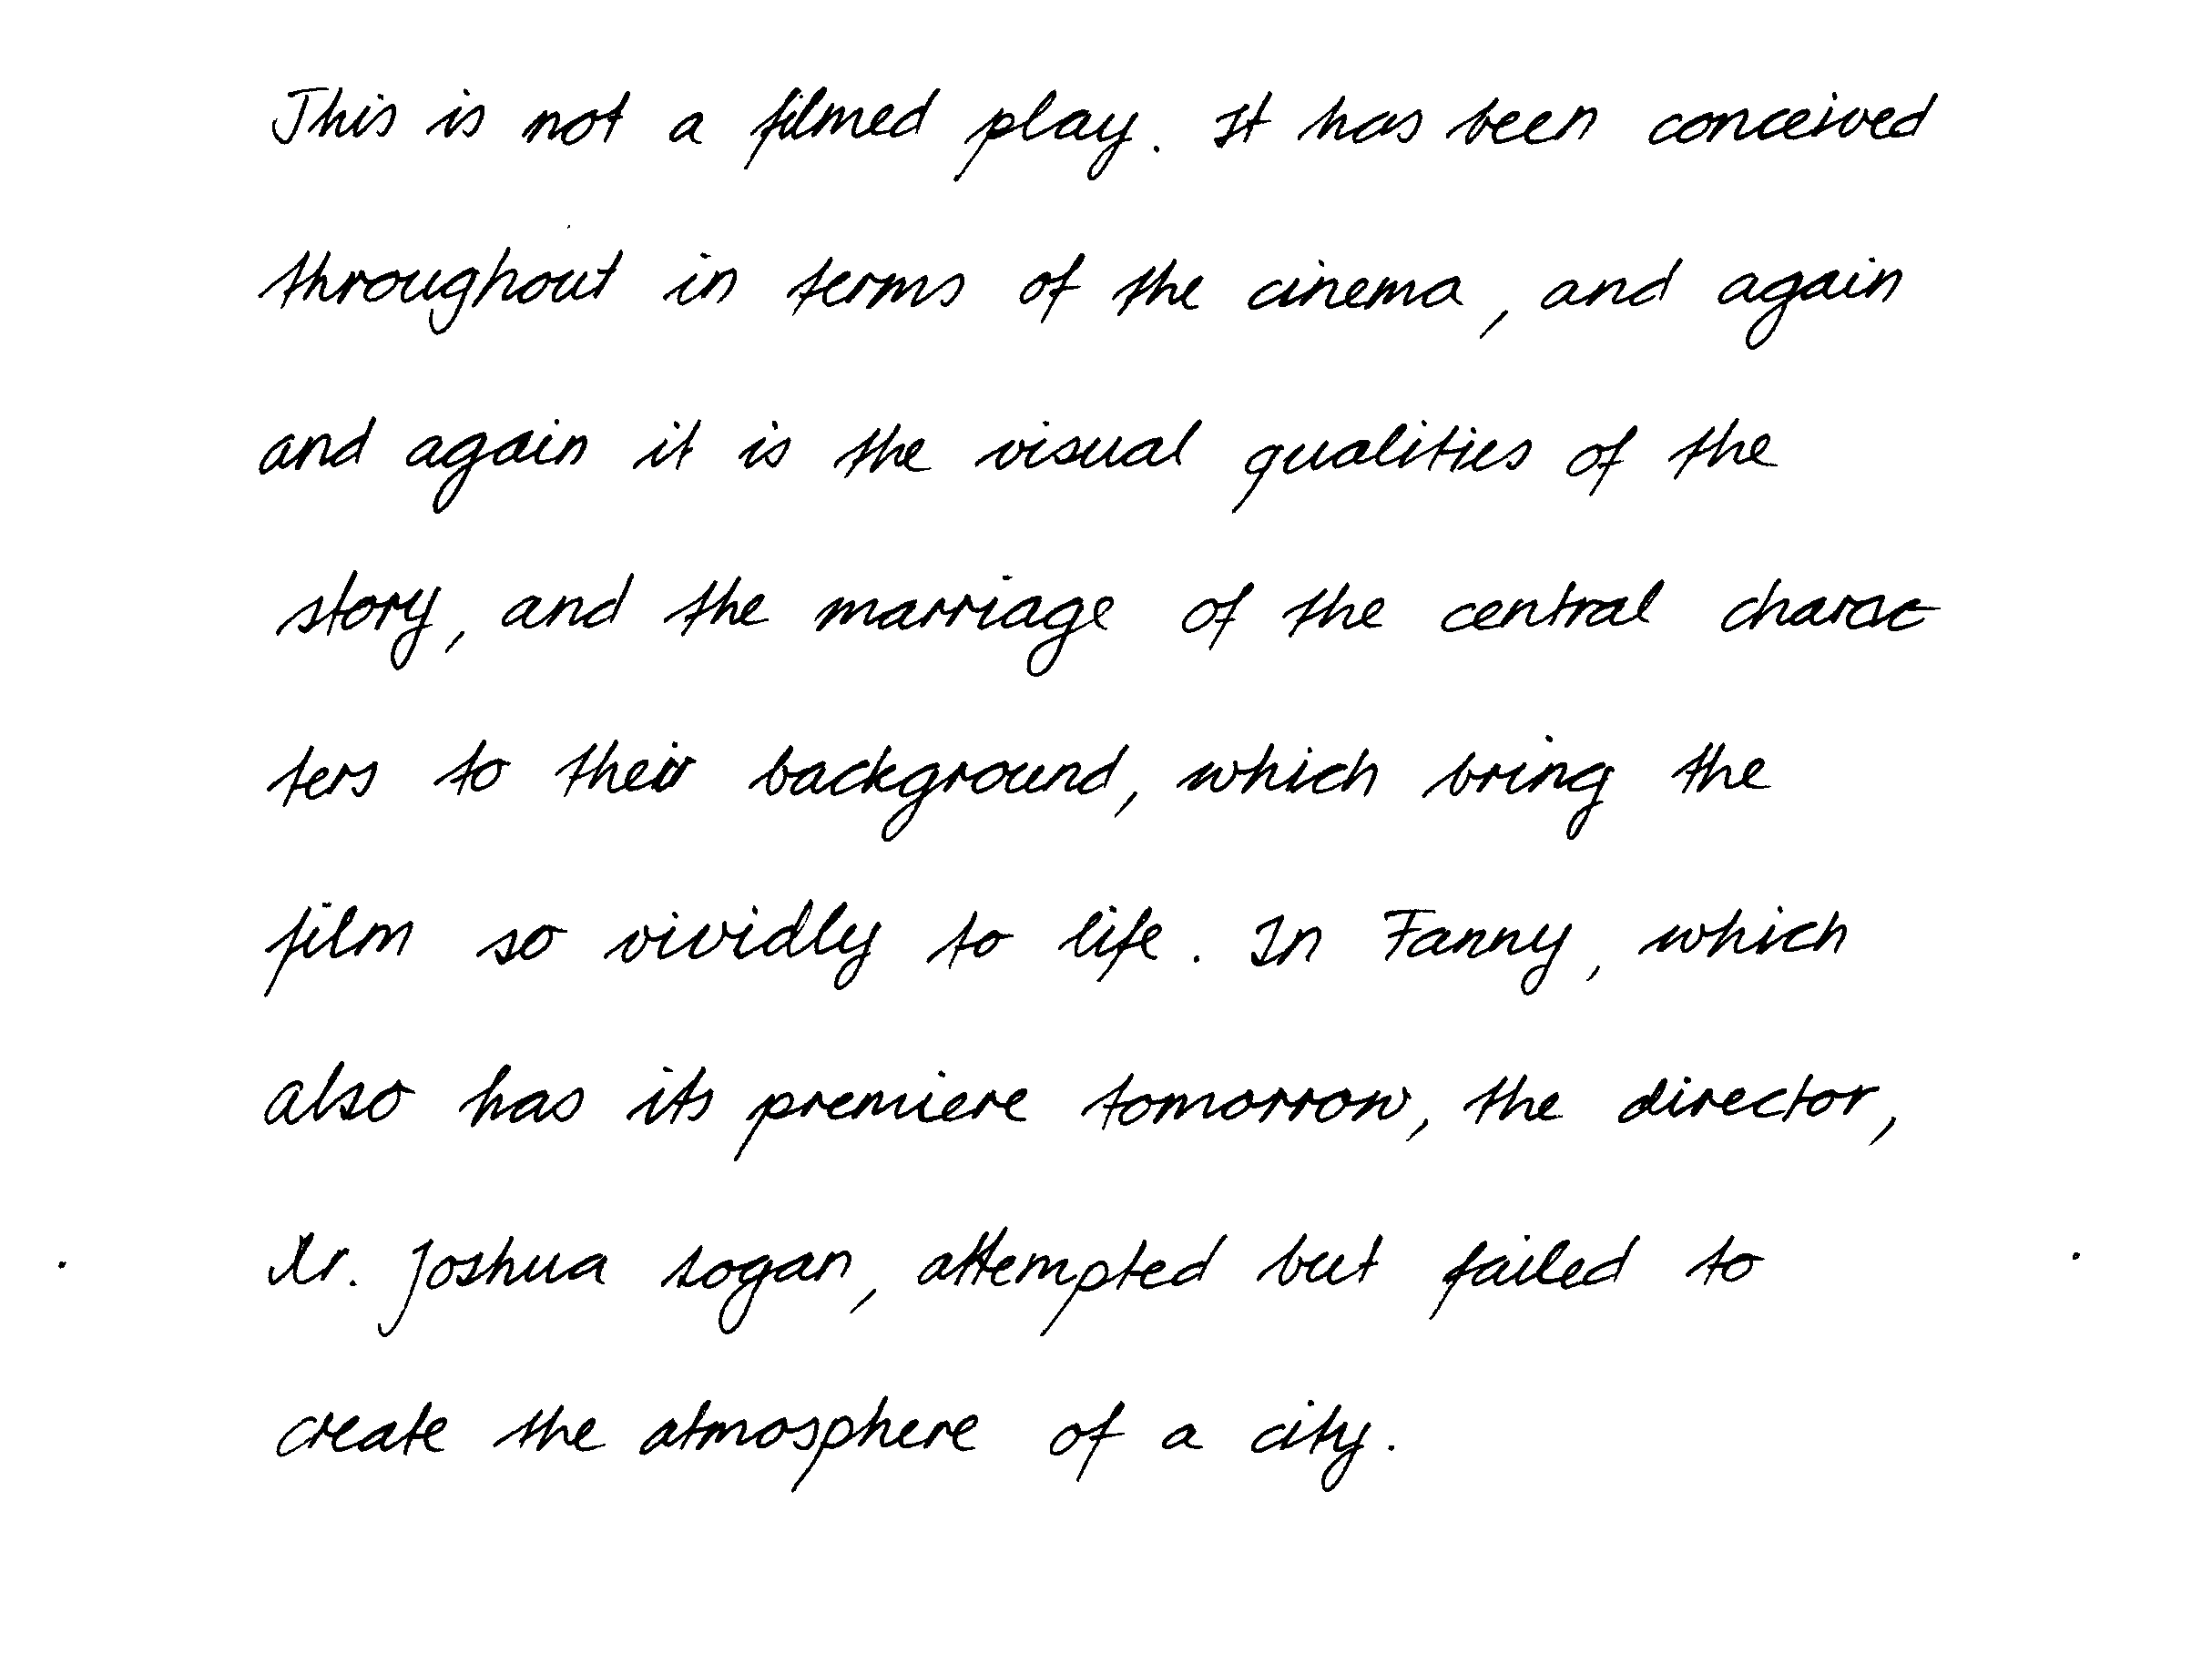 This is not a filmed play. It has been conceived
throughout in terms of the cinema, and again
and again it is the visual qualities of the
story, and the marriage of the central charac
ters to their background, which bring the
film so vividly to life. In Fanny, which
also has its premiere tomorrow, the director,
Mr. Joshua Logan, attempted but failed to
create the atmosphere of a city.